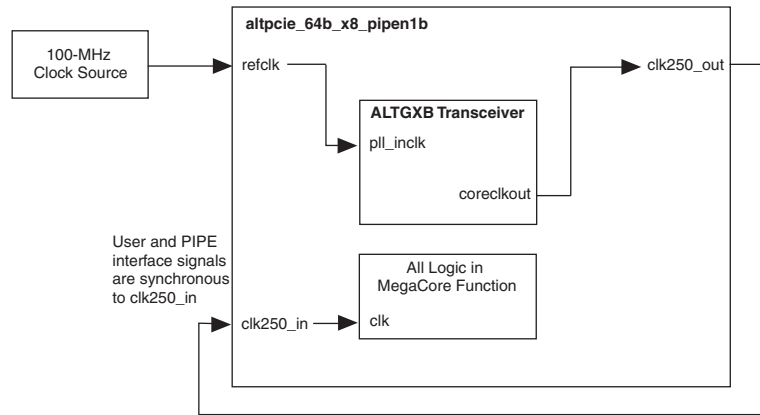 altpcie_64b_x8_pipen1b
100-MHz
Clock Source
refclk
clk250_out
ALTGXB Transceiver
pll_inclk
coreclkout
User and PIPE
interface signals
are synchronous
to clk250_in
All Logic in
MegaCore Function
clk250_in
clk